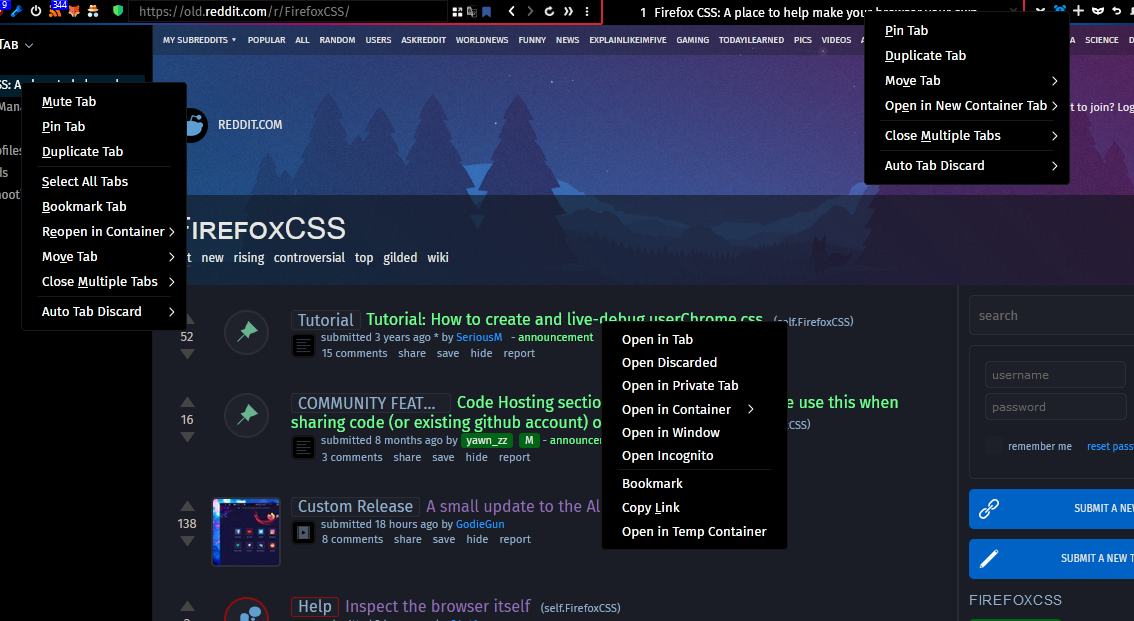 9
344
https://old.reddit.com/r/FirefoxCSS/
1 Firefox CSS: A place to help make your browser your own
TAB
MY SUBREDDITS POPULAR ALL RANDOM USERS ASKREDDIT WORLDNEWS FUNNY NEWS EXPLAINLIKEIMFIVE GAMING TODAYILEARNED PICS VIDEOS
SCIENCE
REDDIT.COM
Mute Tab
Pin Tab
Duplicate Tab
Select All Tabs
Bookmark Tab
Reopen in Container
Move Tab
Close Multiple Tabs
Auto Tab Discard
Pin Tab
Duplicate Tab
Move Tab
Open in New Container Tab
Close Multiple Tabs
Auto Tab Discard
t to join? Log
FIREFOXCSS
new rising controversial top gilded wiki
52
Tutorial Tutorial: How to create and live-debug userChrome.css (self.FirefoxCSS)
submitted 3 years ago * by SeriousM - announcement
15 comments share save hide report
16
COMMUNITY FEAT... Code Hosting sectio
e use this when
sharing code (or existing github account) o
CSS)
submitted 8 months ago by yawn_zz M - announcem
3 comments share save hide report
138
Custom Release A small update to the Al
submitted 18 hours ago by GodieGun
8 comments share save hide report
Help Inspect the browser itself (self.FirefoxCSS)
Open in Tab
Open Discarded
Open in Private Tab
Open in Container
Open in Window
Open Incognito
Bookmark
Copy Link
Open in Temp Container
search
username
password
remember me reset pass
SUBMIT A NEW
SUBMIT A NEW T
FIREFOXCSS